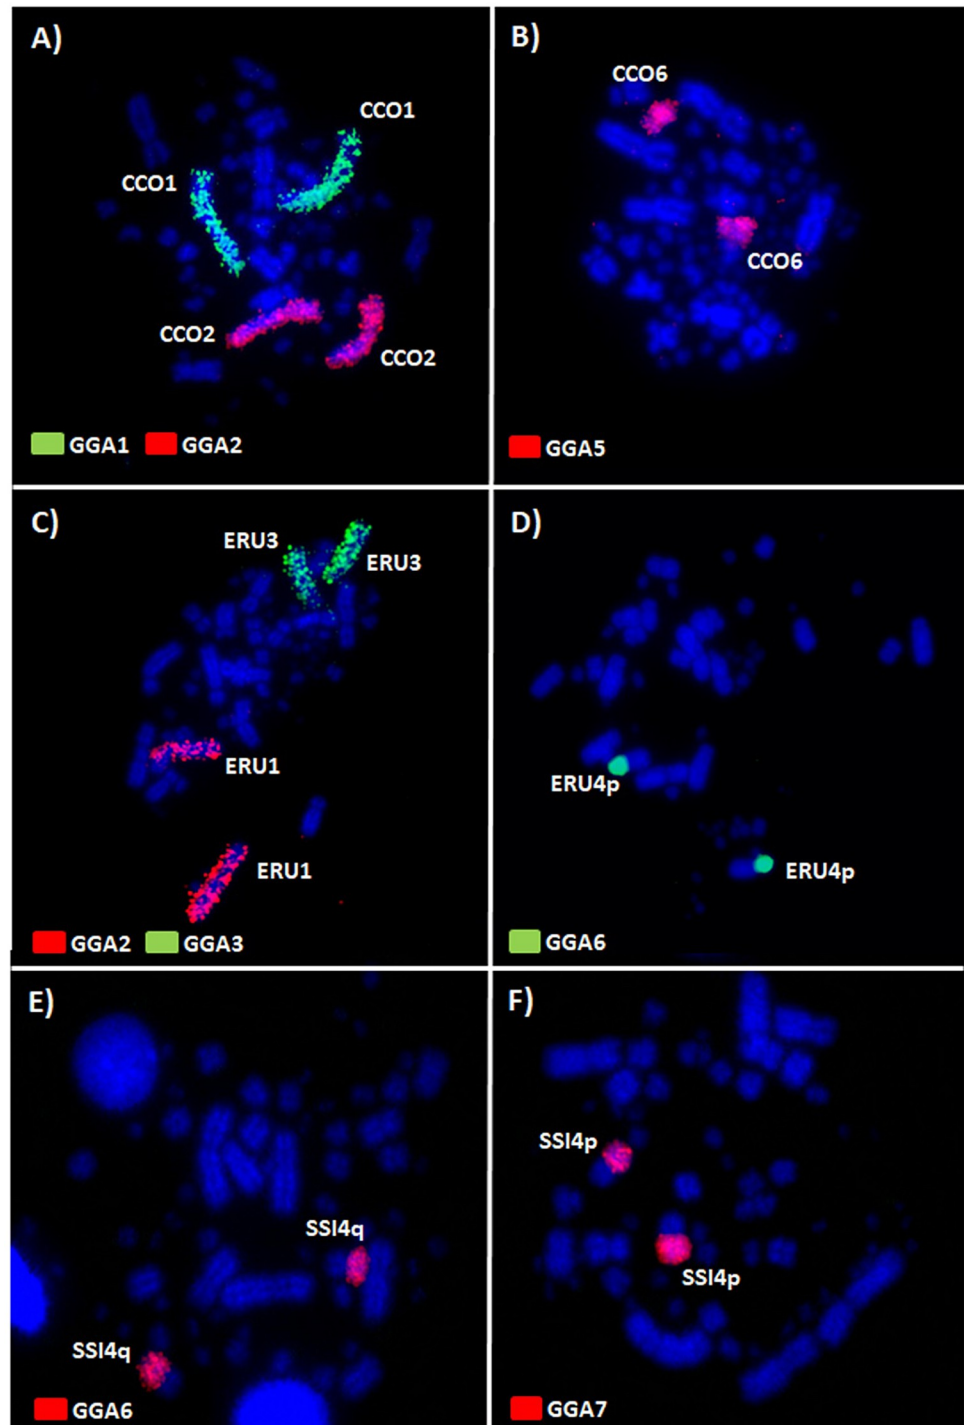 A)
CCO1
CCO1
CCO2
CCO2
GGA1 GGA2
B)
CCO6
CCO6
GGA5
C)
ERU3
ERU3
ERU1
ERU1
GGA2 GGA3
D)
ERU4p
ERU4p
GGA6
E)
SSI4q
SSI4q
GGA6
F)
SSI4p
SSI4p
GGA7